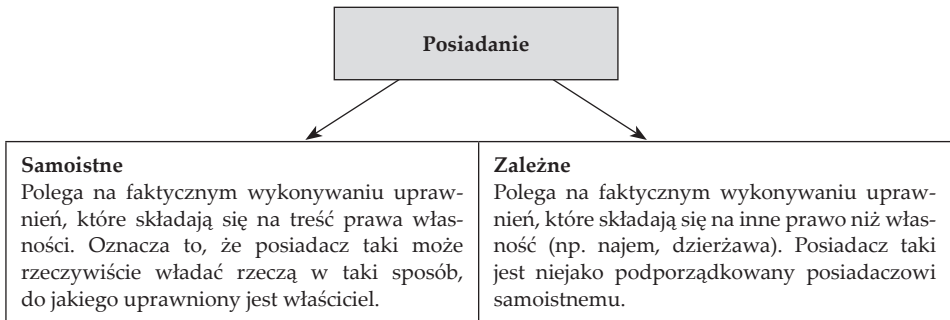 Posiadanie
Samoistne
Polega na faktycznym wykonywaniu upraw-
nień, które składają się na treść prawa włas-
ności. Oznacza to, że posiadacz taki może
rzeczywiście władać rzeczą w taki sposób,
do jakiego uprawniony jest właściciel.
Zależne
Polega na faktycznym wykonywaniu upraw-
nień, które składają się na inne prawo niż włas-
ność (np. najem, dzierżawa). Posiadacz taki
jest niejako podporządkowany posiadaczowi
samoistnemu.